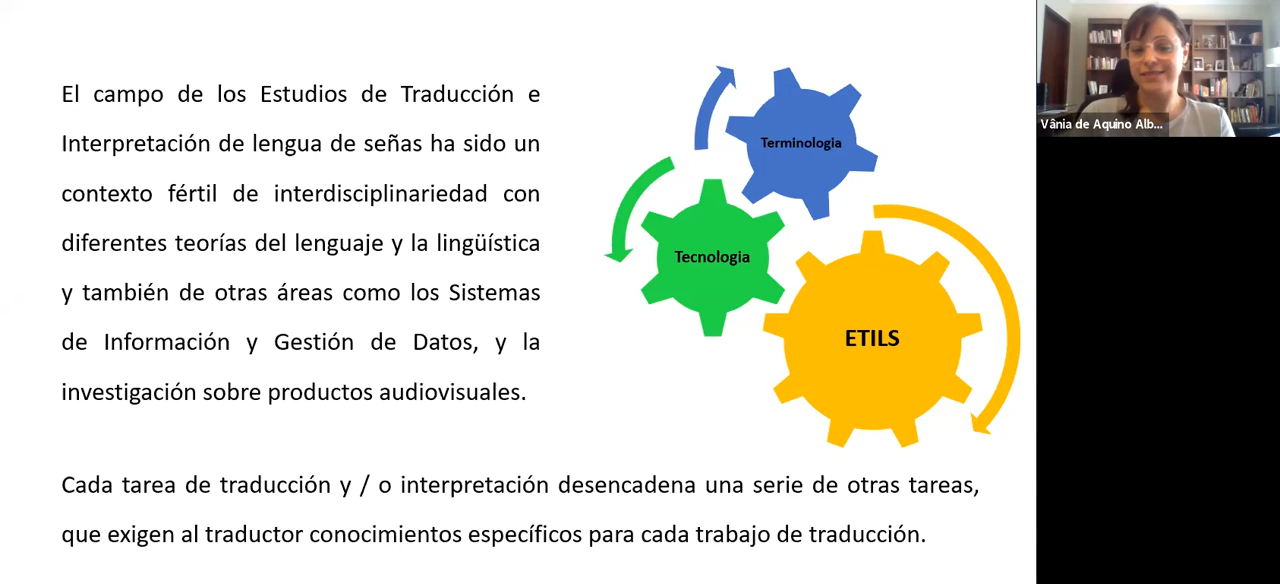 El campo de los Estudios de Traducción e
Interpretación de lengua de señas ha sido un
contexto fértil de interdisciplinariedad con
diferentes teorías del lenguaje y la lingüística
y también de otras áreas como los Sistemas
de Información y Gestión de Datos, y la
investigación sobre productos audiovisuales.
Terminologia
Tecnologia
ETILS
Cada tarea de traducción y / o interpretación desencadena una serie de otras tareas,
que exigen al traductor conocimientos específicos para cada trabajo de traducción.
Vânia de Aquino Alb...